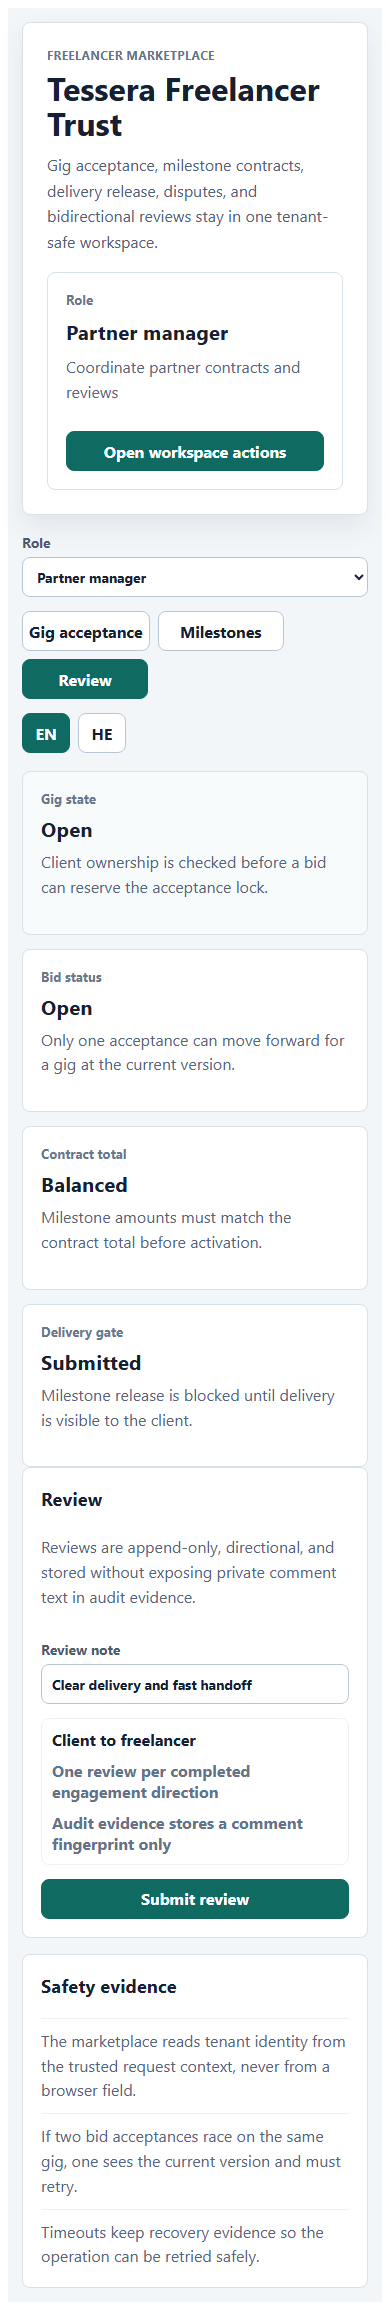 FREELANCER MARKETPLACE
Tessera Freelancer
Trust
Gig acceptance, milestone contracts,
delivery release, disputes, and
bidirectional reviews stay in one tenant-
safe workspace.
Role
Partner manager
Coordinate partner contracts and
reviews
Open workspace actions
Role
Partner manager
Gig acceptance
Milestones
Review
EN
HE
Gig state
Open
Client ownership is checked before a bid
can reserve the acceptance lock.
Bid status
Open
Only one acceptance can move forward for
a gig at the current version.
Contract total
Balanced
Milestone amounts must match the
contract total before activation.
Delivery gate
Submitted
Milestone release is blocked until delivery
is visible to the client.
Review
Reviews are append-only, directional, and
stored without exposing private comment
text in audit evidence.
Review note
Clear delivery and fast handoff
Client to freelancer
One review per completed
engagement direction
Audit evidence stores a comment
fingerprint only
Submit review
Safety evidence
The marketplace reads tenant identity from
the trusted request context, never from a
browser field.
If two bid acceptances race on the same
gig, one sees the current version and must
retry.
Timeouts keep recovery evidence so the
operation can be retried safely.